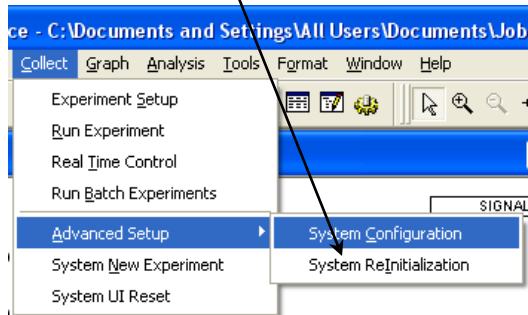 ce - C:\Documents and Settings\All Users\Documents\Job
Collect Graph Analysis Tools Format Window Help
Experiment Setup
Run Experiment
Real Time Control
Run Batch Experiments
SIGNAL
Advanced Setup System Configuration
System New Experiment System ReInitialization
System UI Reset